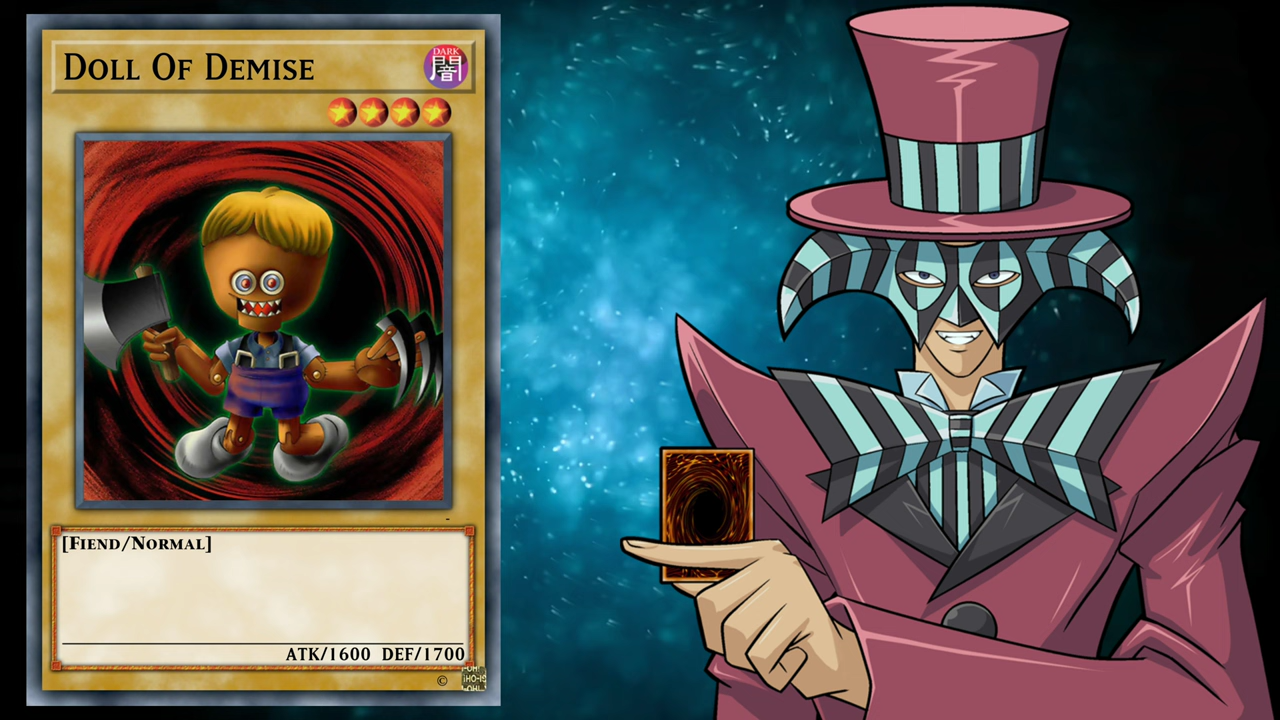 DOLL OF DEMISE
DARK
闇
[FIEND/NORMAL]
ATK/1600 DEF/1700
©